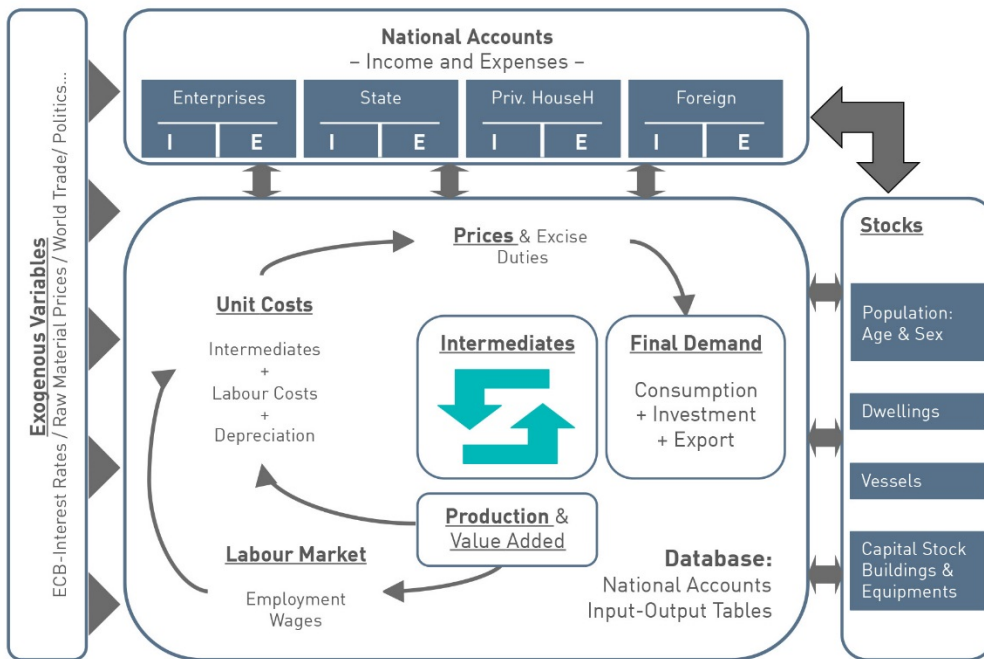 Exogenous Variables
ECB-Interest Rates / Raw Material Prices / World Trade/ Politics...
National Accounts
– Income and Expenses –
Enterprises
I E
State
I E
Priv. HouseH
I E
Foreign
I E
Prices & Excise
Duties
Unit Costs
Intermediates
+
Labour Costs
+
Depreciation
Intermediates
Final Demand
Consumption
+ Investment
+ Export
Production &
Value Added
Labour Market
Employment
Wages
Database:
National Accounts
Input-Output Tables
Stocks
Population:
Age & Sex
Dwellings
Vessels
Capital Stock
Buildings &
Equipments